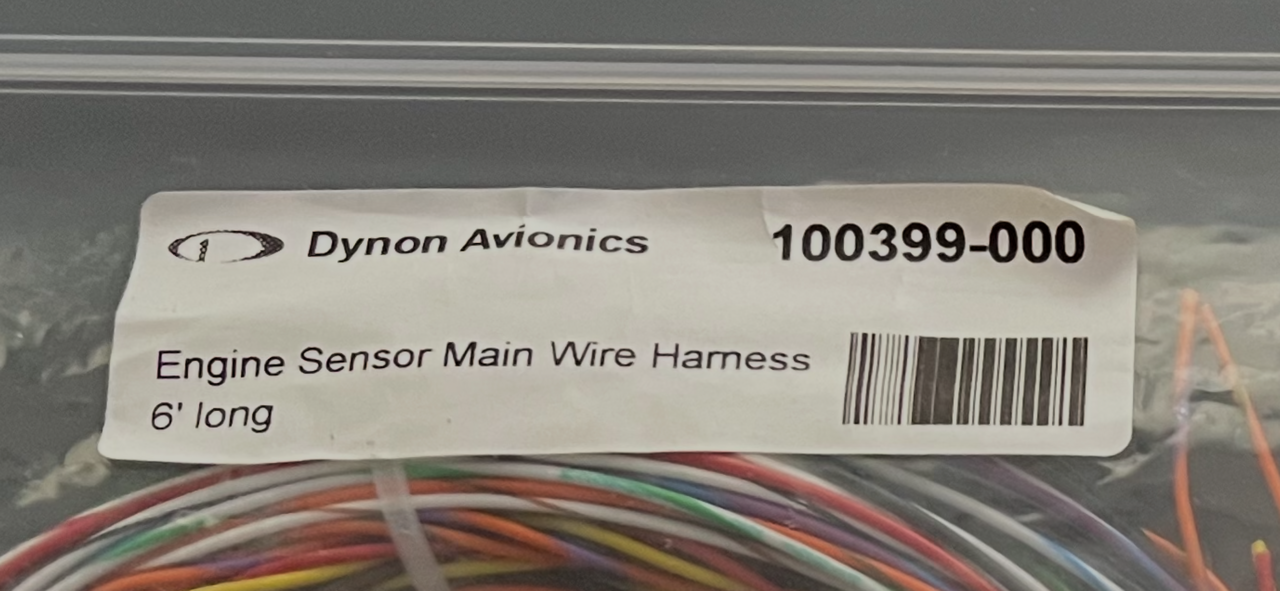 Dynon Avionics
100399-000
Engine Sensor Main Wire Harness
6' long